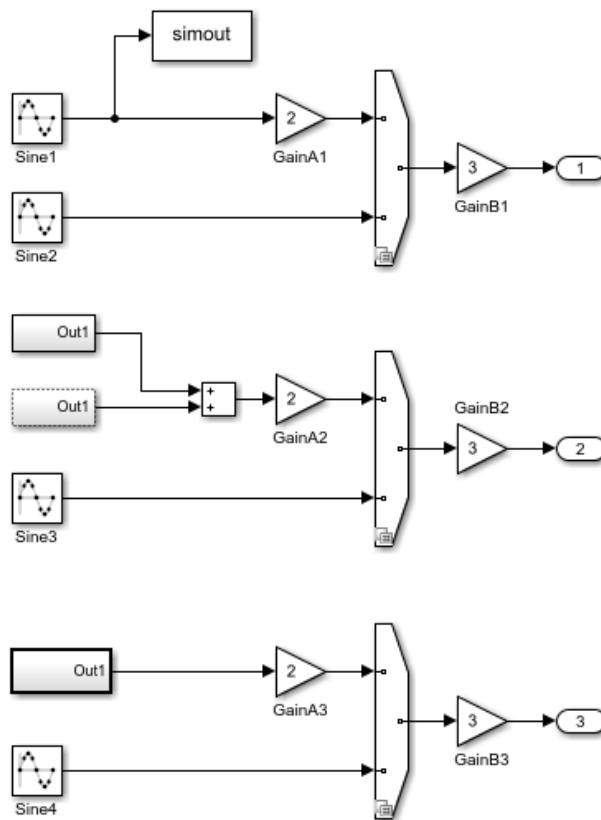 simout
2
Sine1
GainA1
3
GainB1
1
Sine2
Out1
Out1
+
+
2
GainA2
GainB2
3
2
Sine3
Out1
2
GainA3
3
GainB3
3
Sine4